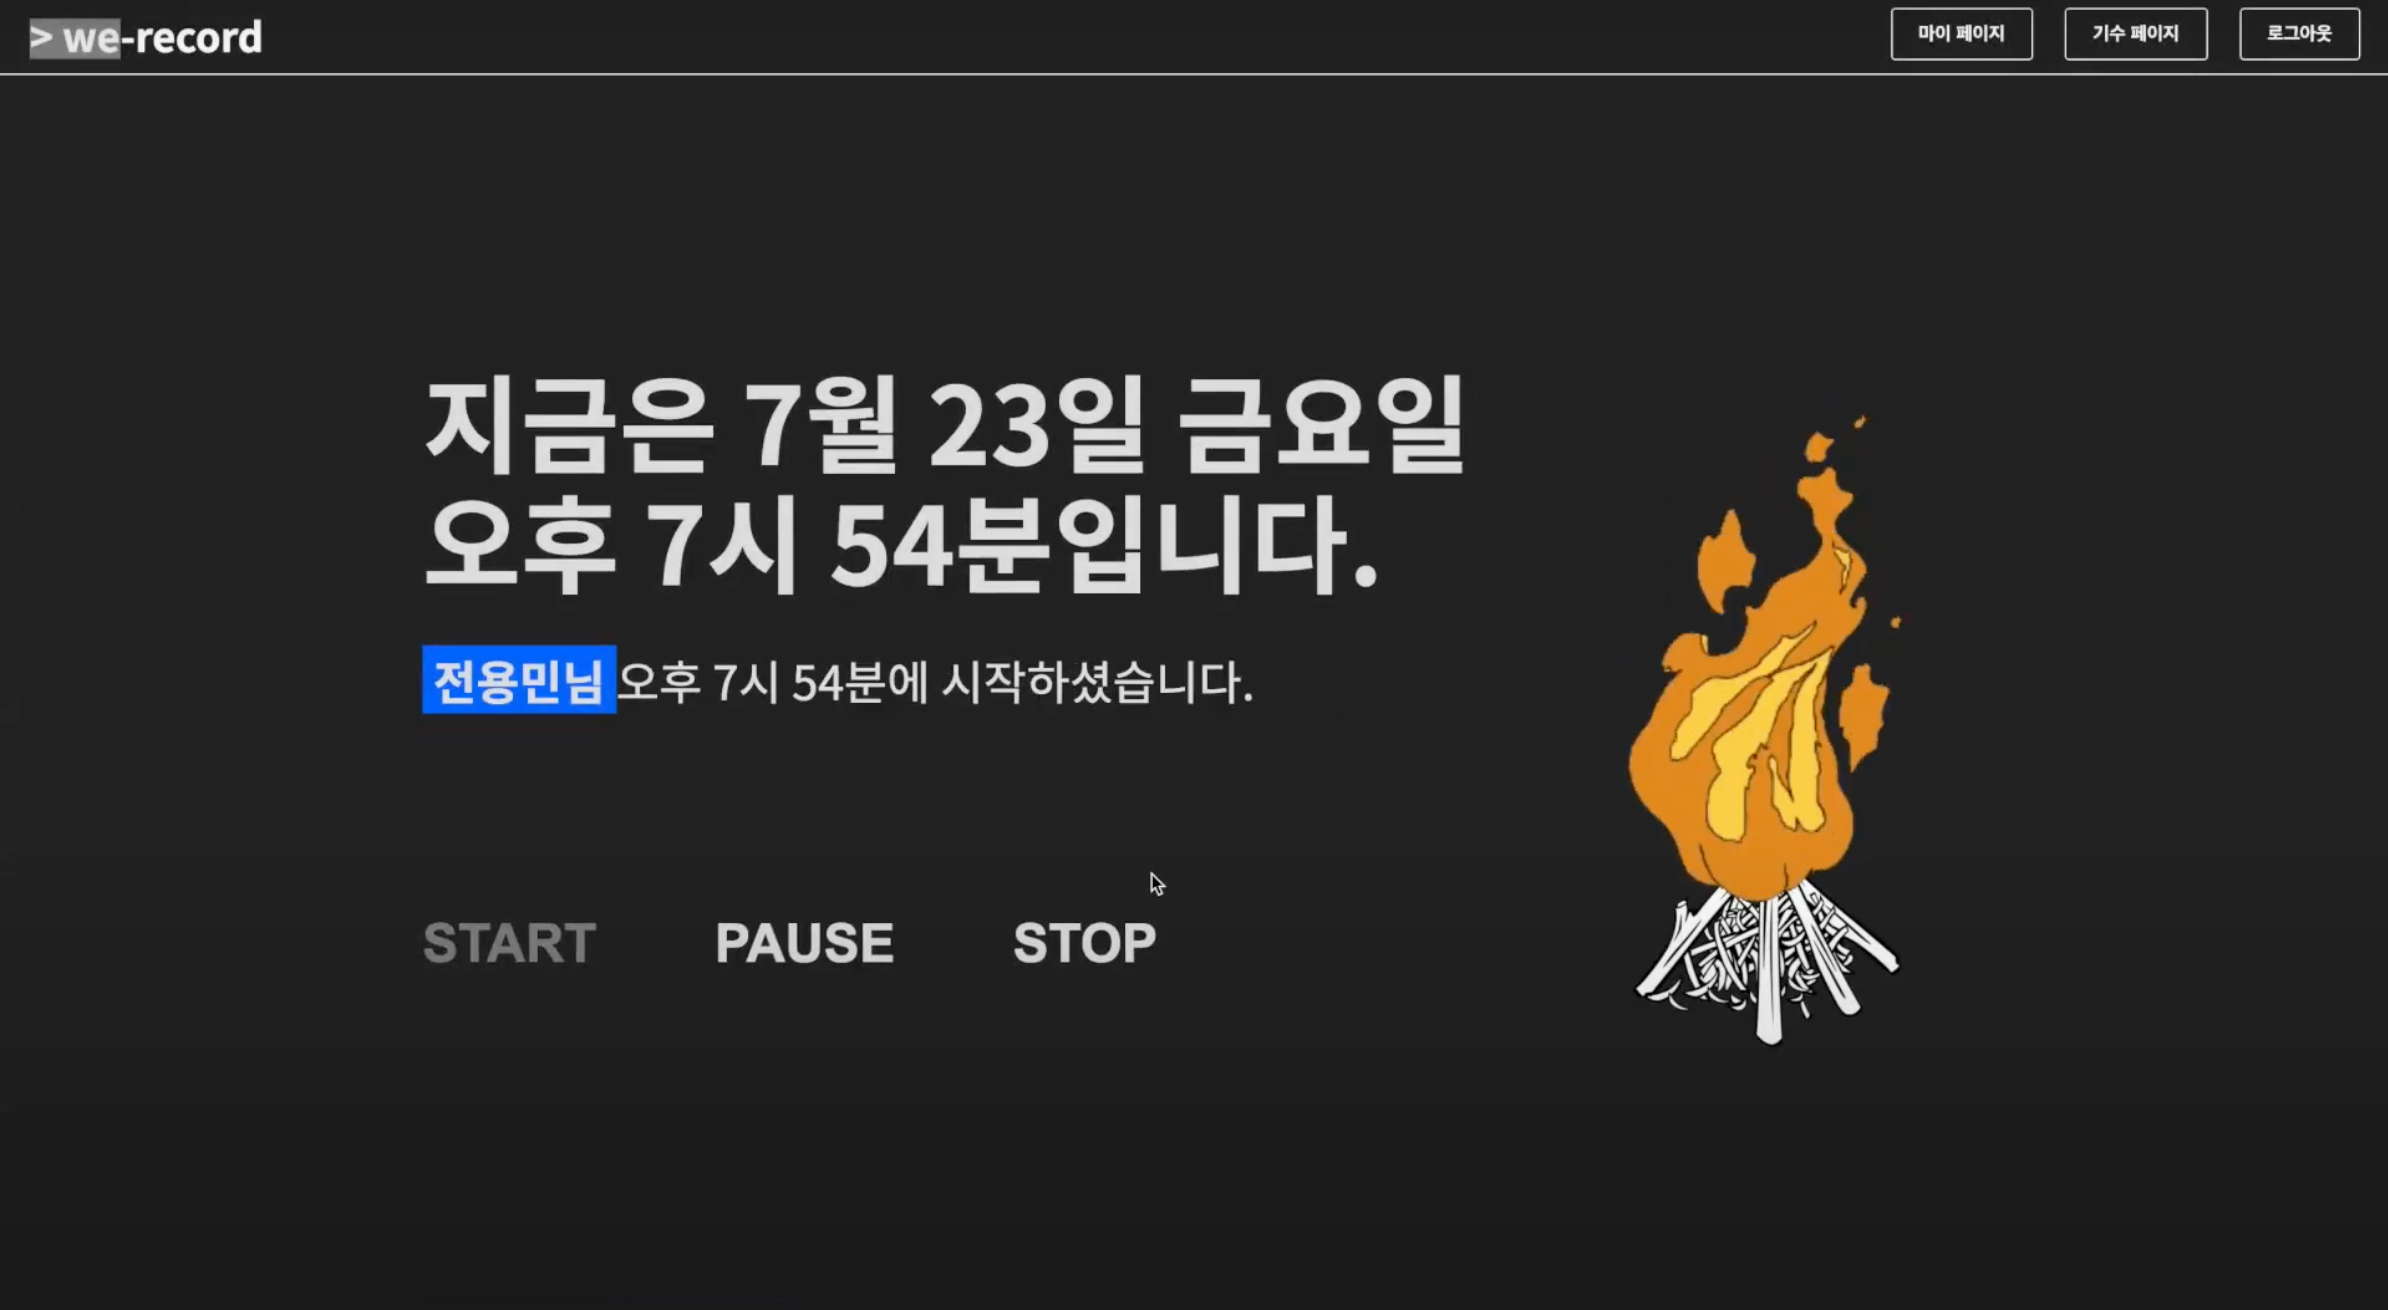 > we-record
마이 페이지
기수 페이지
로그아웃
지금은 7월 23일 금요일
오후 7시 54분입니다.
전용민님 오후 7시 54분에 시작하셨습니다.
START
PAUSE
STOP